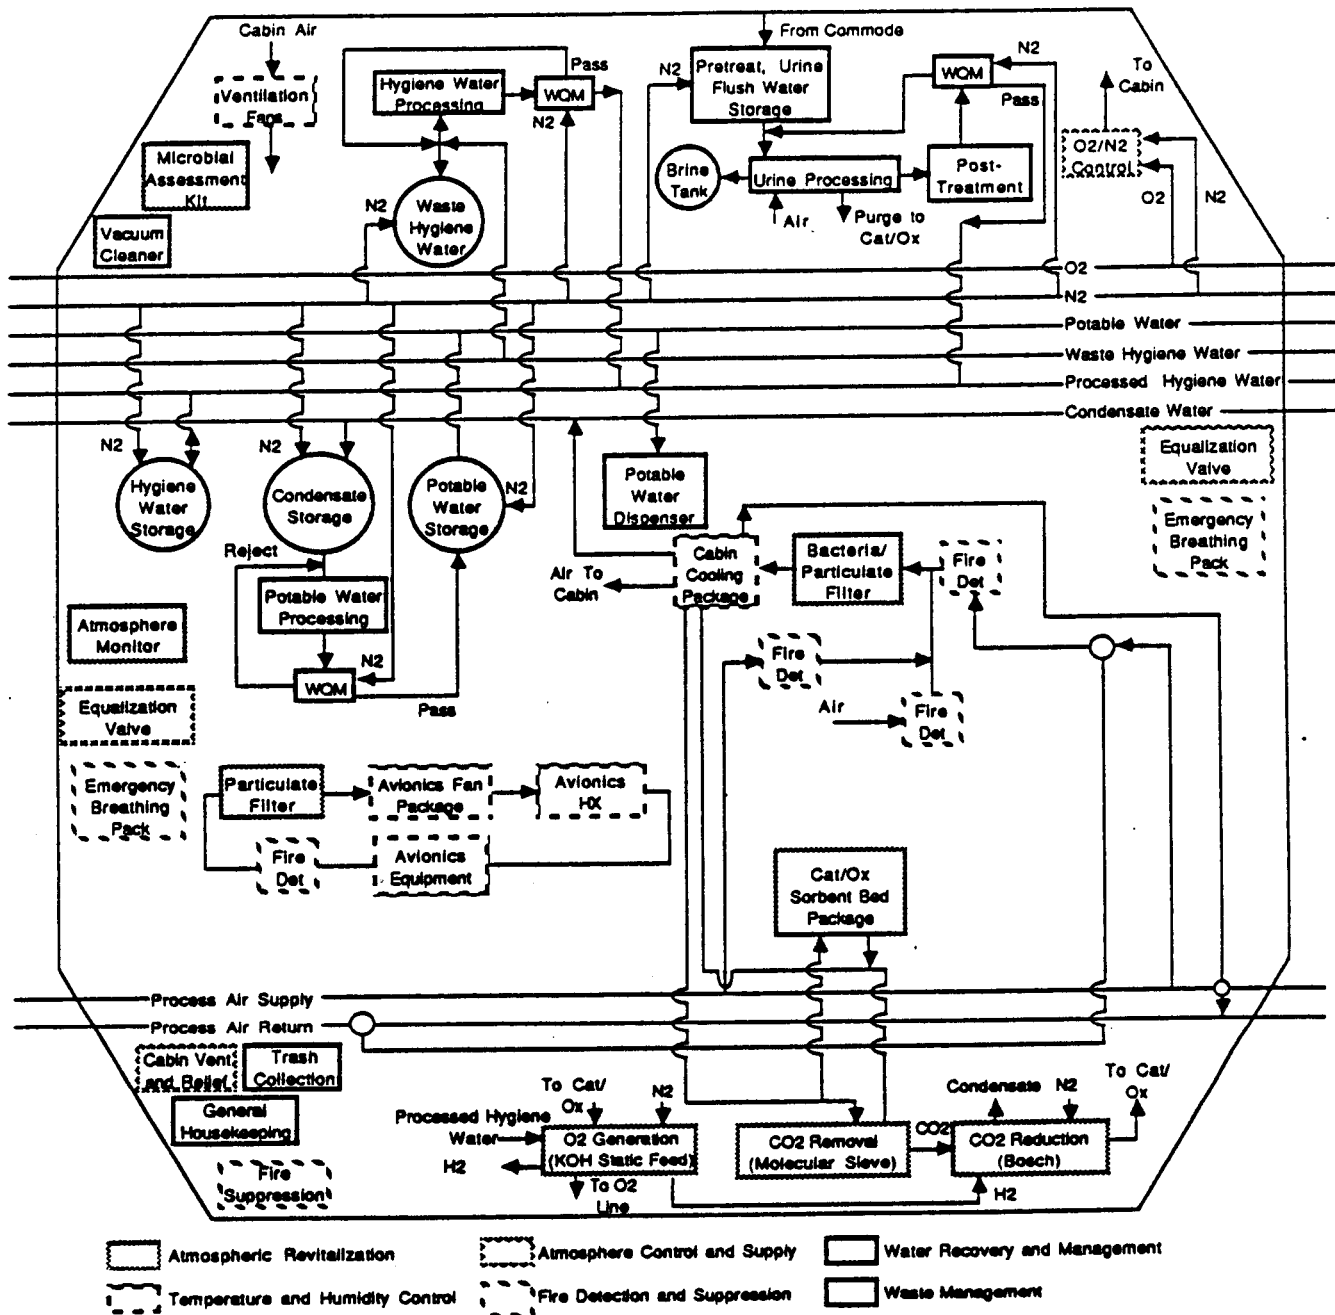 Cabin Air
Ventilation
Fans
Microbial
Assessment
Kit
Vacuum
Cleaner
Hygiene Water
Processing
WQM
Pass
N2
Waste
Hygiene
Water
N2
From Commode
N2
Pretreat, Urine
Flush Water
Storage
WQM
N2
Pass
Brine
Tank
Urine Processing
Post-
Treatment
Air
Purge to
Cat/Ox
To
Cabin
O2/N2
Control
O2
N2
O2
N2
Potable Water
Waste Hygiene Water
Processed Hygiene Water
Condensate Water
N2
Hygiene
Water
Storage
N2
Condensate
Storage
Potable
Water
Storage
N2
Potable
Water
Dispenser
Equalization
Valve
Emergency
Breathing
Pack
Reject
Potable Water
Processing
WQM
N2
Pass
Air To
Cabin
Cabin
Cooling
Package
Bacteria/
Particulate
Filter
Fire
Det
Fire
Det
Air
Fire
Det
Atmosphere
Monitor
Equalization
Valve
Emergency
Breathing
Pack
Particulate
Filter
Avionics Fan
Package
Avionics
HX
Fire
Det
Avionics
Equipment
Cat/Ox
Sorbent Bed
Package
Process Air Supply
Process Air Return
Cabin Vent
and Relief
Trash
Collection
General
Housekeeping
Fire
Suppression
To Cat/
Ox
N2
Processed Hygiene
Water
H2
O2 Generation
(KOH Static Feed)
To O2
Line
CO2 Removal
(Molecular Sieve)
CO2
Condensate
N2
To Cat/
Ox
CO2 Reduction
(Bosch)
H2
Atmospheric Revitalization
Atmosphere Control and Supply
Water Recovery and Management
Temperature and Humidity Control
Fire Detection and Suppression
Waste Management